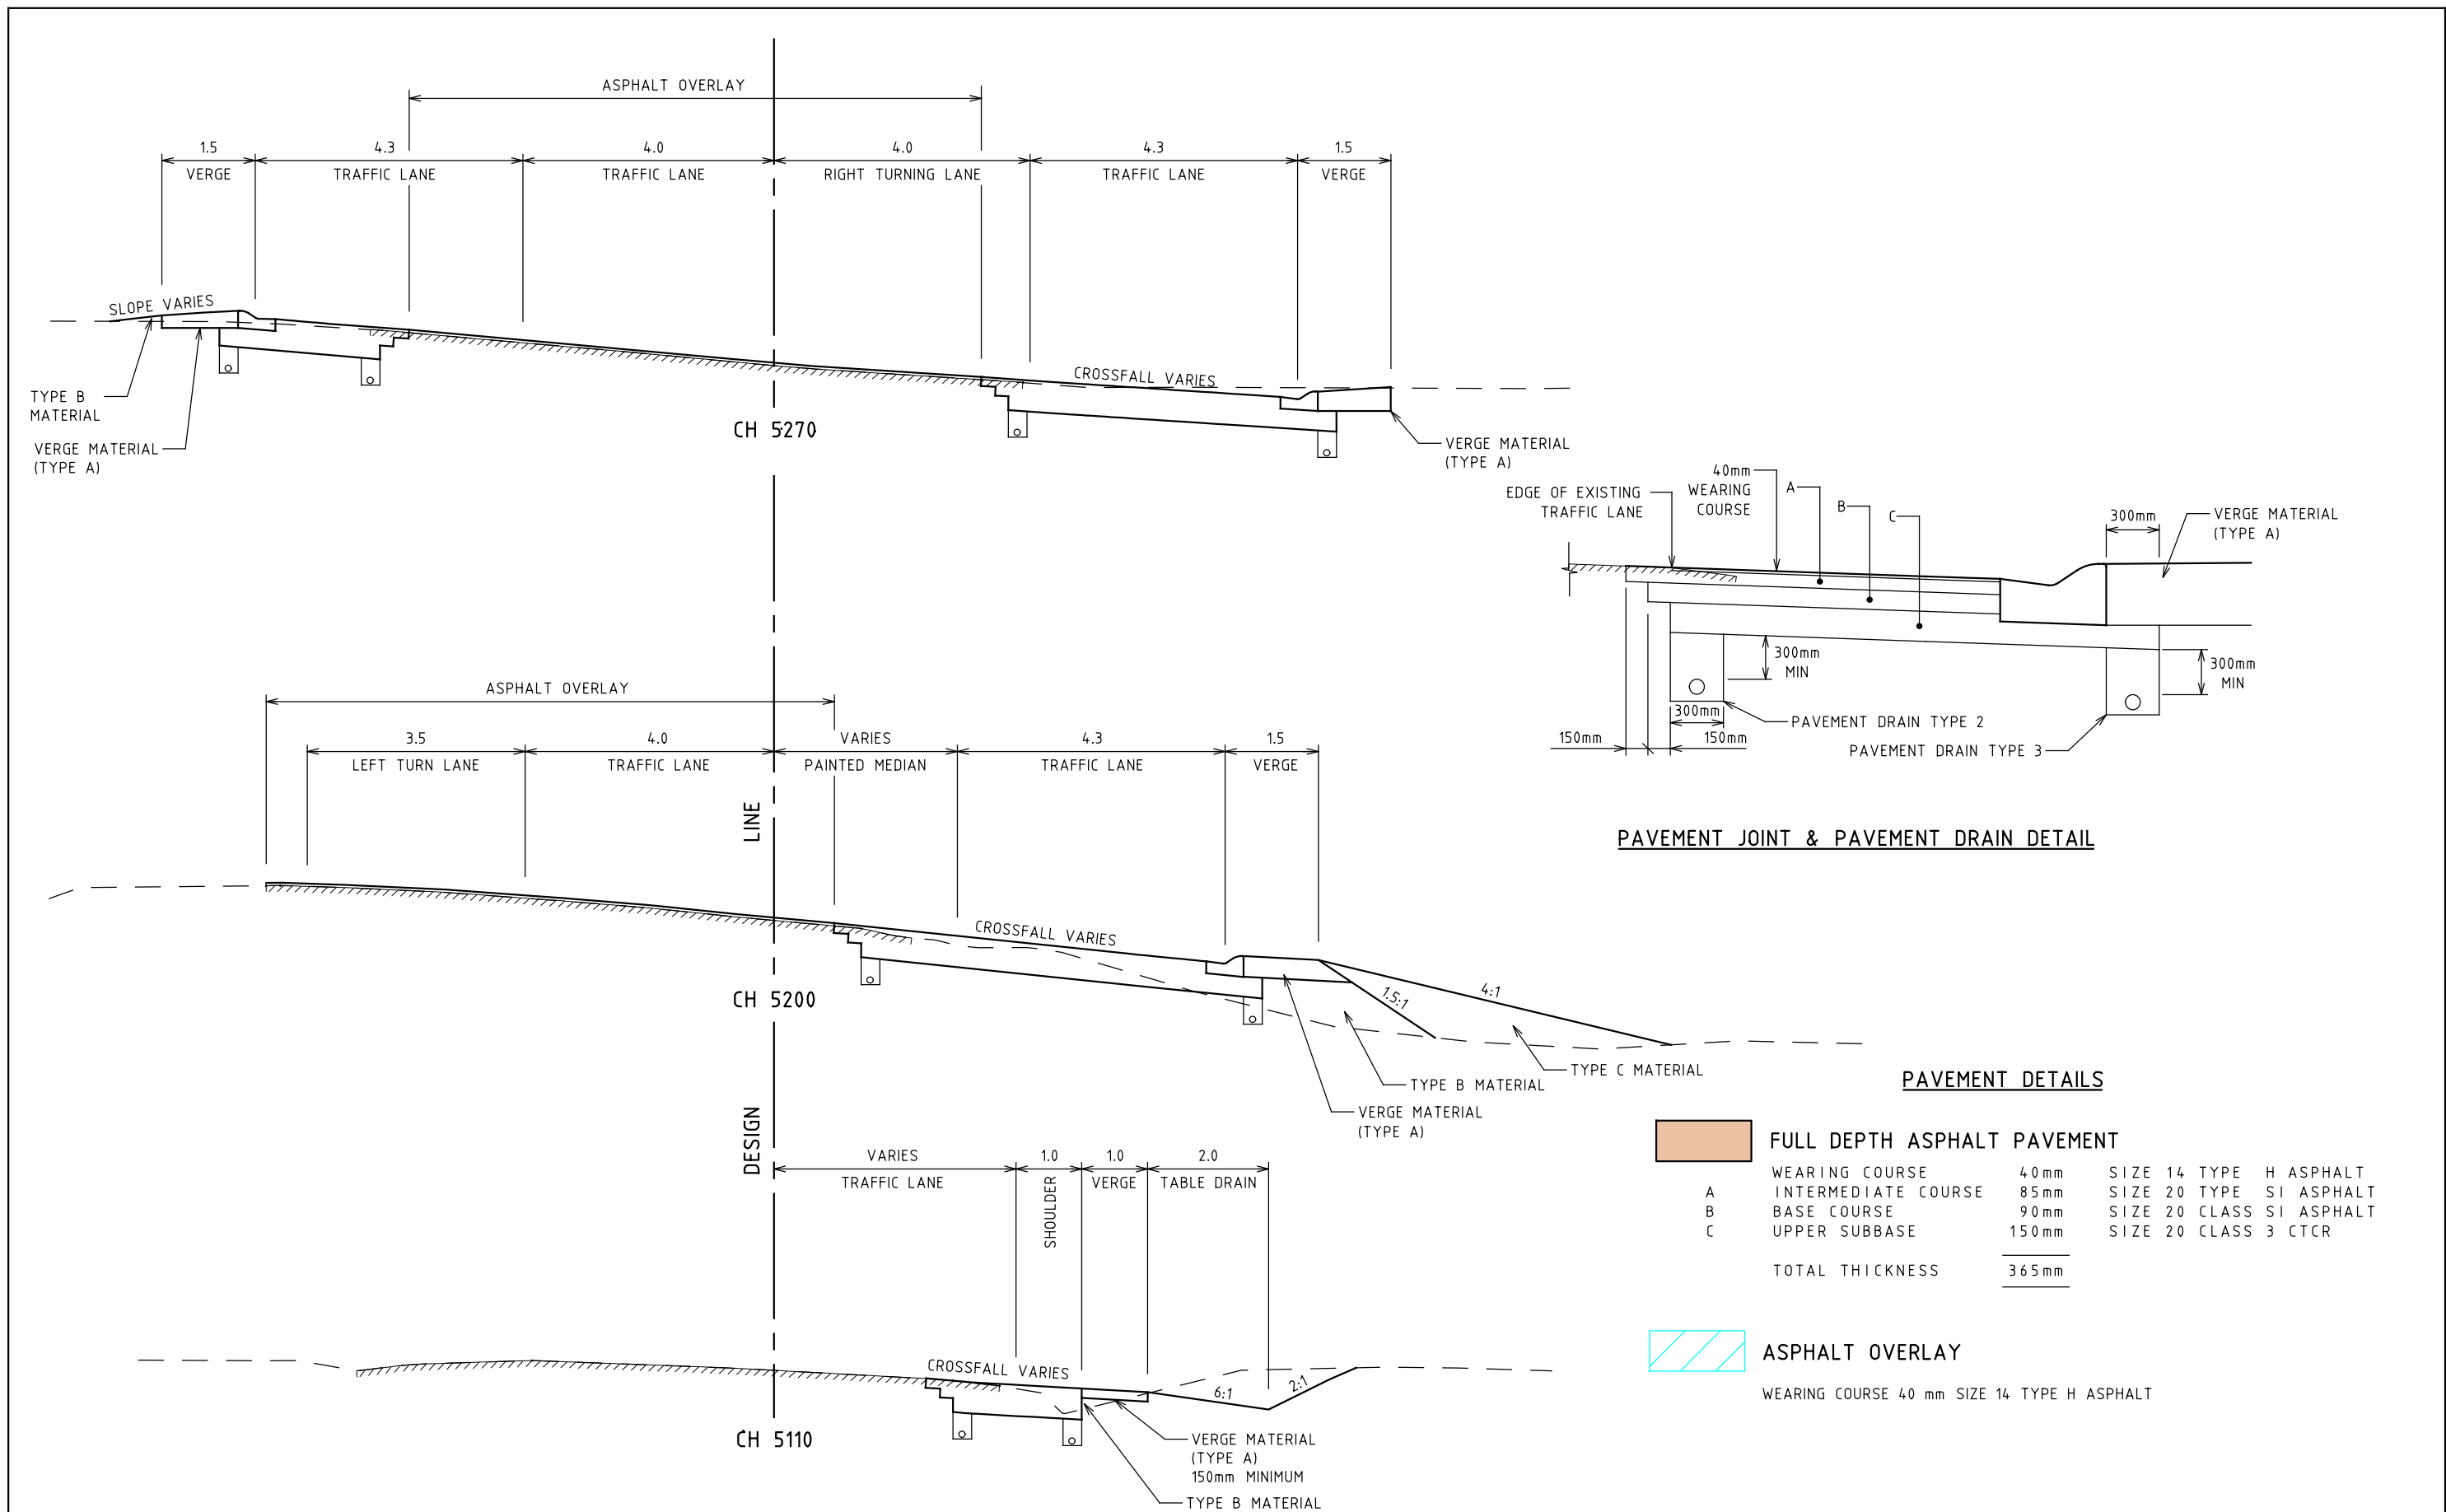 ASPHALT OVERLAY
1.5 4.3 4.0 4.0 4.3 1.5
VERGE TRAFFIC LANE TRAFFIC LANE RIGHT TURNING LANE TRAFFIC LANE VERGE
SLOPE VARIES
CROSSFALL VARIES
TYPE B
MATERIAL
VERGE MATERIAL
(TYPE A)
CH 5270
VERGE MATERIAL
(TYPE A)
EDGE OF EXISTING
TRAFFIC LANE
40mm
WEARING
COURSE
A
B
C
300mm
VERGE MATERIAL
(TYPE A)
300mm
MIN
300mm
MIN
300mm
PAVEMENT DRAIN TYPE 2
150mm 150mm
PAVEMENT DRAIN TYPE 3
PAVEMENT JOINT & PAVEMENT DRAIN DETAIL
ASPHALT OVERLAY
3.5 4.0 VARIES 4.3 1.5
LEFT TURN LANE TRAFFIC LANE PAINTED MEDIAN TRAFFIC LANE VERGE
LINE
CROSSFALL VARIES
CH 5200
1.5:1
4:1
TYPE C MATERIAL
TYPE B MATERIAL
VERGE MATERIAL
(TYPE A)
DESIGN
VARIES 1.0 1.0 2.0
TRAFFIC LANE SHOULDER VERGE TABLE DRAIN
CROSSFALL VARIES
6:1
2:1
CH 5110
VERGE MATERIAL
(TYPE A)
150mm MINIMUM
TYPE B MATERIAL
PAVEMENT DETAILS
FULL DEPTH ASPHALT PAVEMENT
WEARING COURSE 40mm SIZE 14 TYPE H ASPHALT
A INTERMEDIATE COURSE 85mm SIZE 20 TYPE SI ASPHALT
B BASE COURSE 90mm SIZE 20 CLASS SI ASPHALT
C UPPER SUBBASE 150mm SIZE 20 CLASS 3 CTCR
TOTAL THICKNESS 365mm
ASPHALT OVERLAY
WEARING COURSE 40 mm SIZE 14 TYPE H ASPHALT